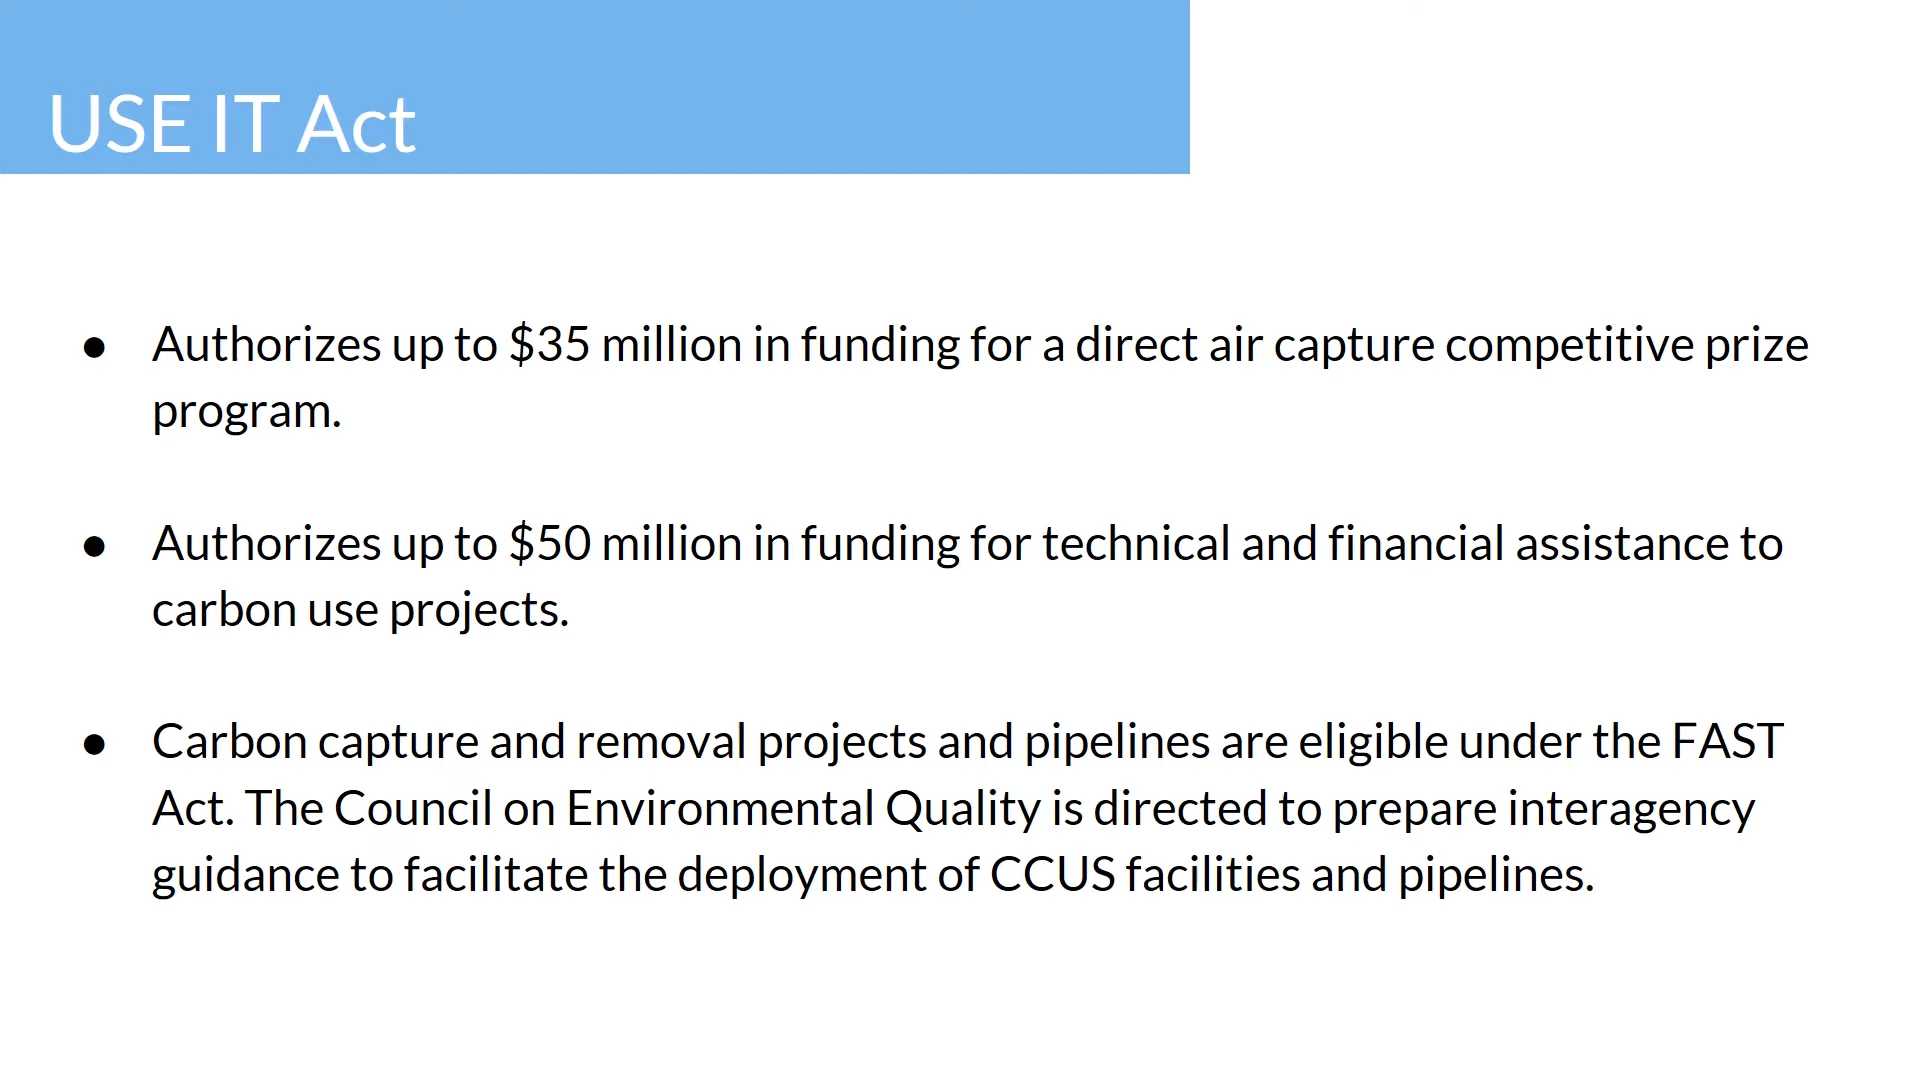 USE IT Act
● Authorizes up to $35 million in funding for a direct air capture competitive prize
program.
● Authorizes up to $50 million in funding for technical and financial assistance to
carbon use projects.
● Carbon capture and removal projects and pipelines are eligible under the FAST
Act. The Council on Environmental Quality is directed to prepare interagency
guidance to facilitate the deployment of CCUS facilities and pipelines.